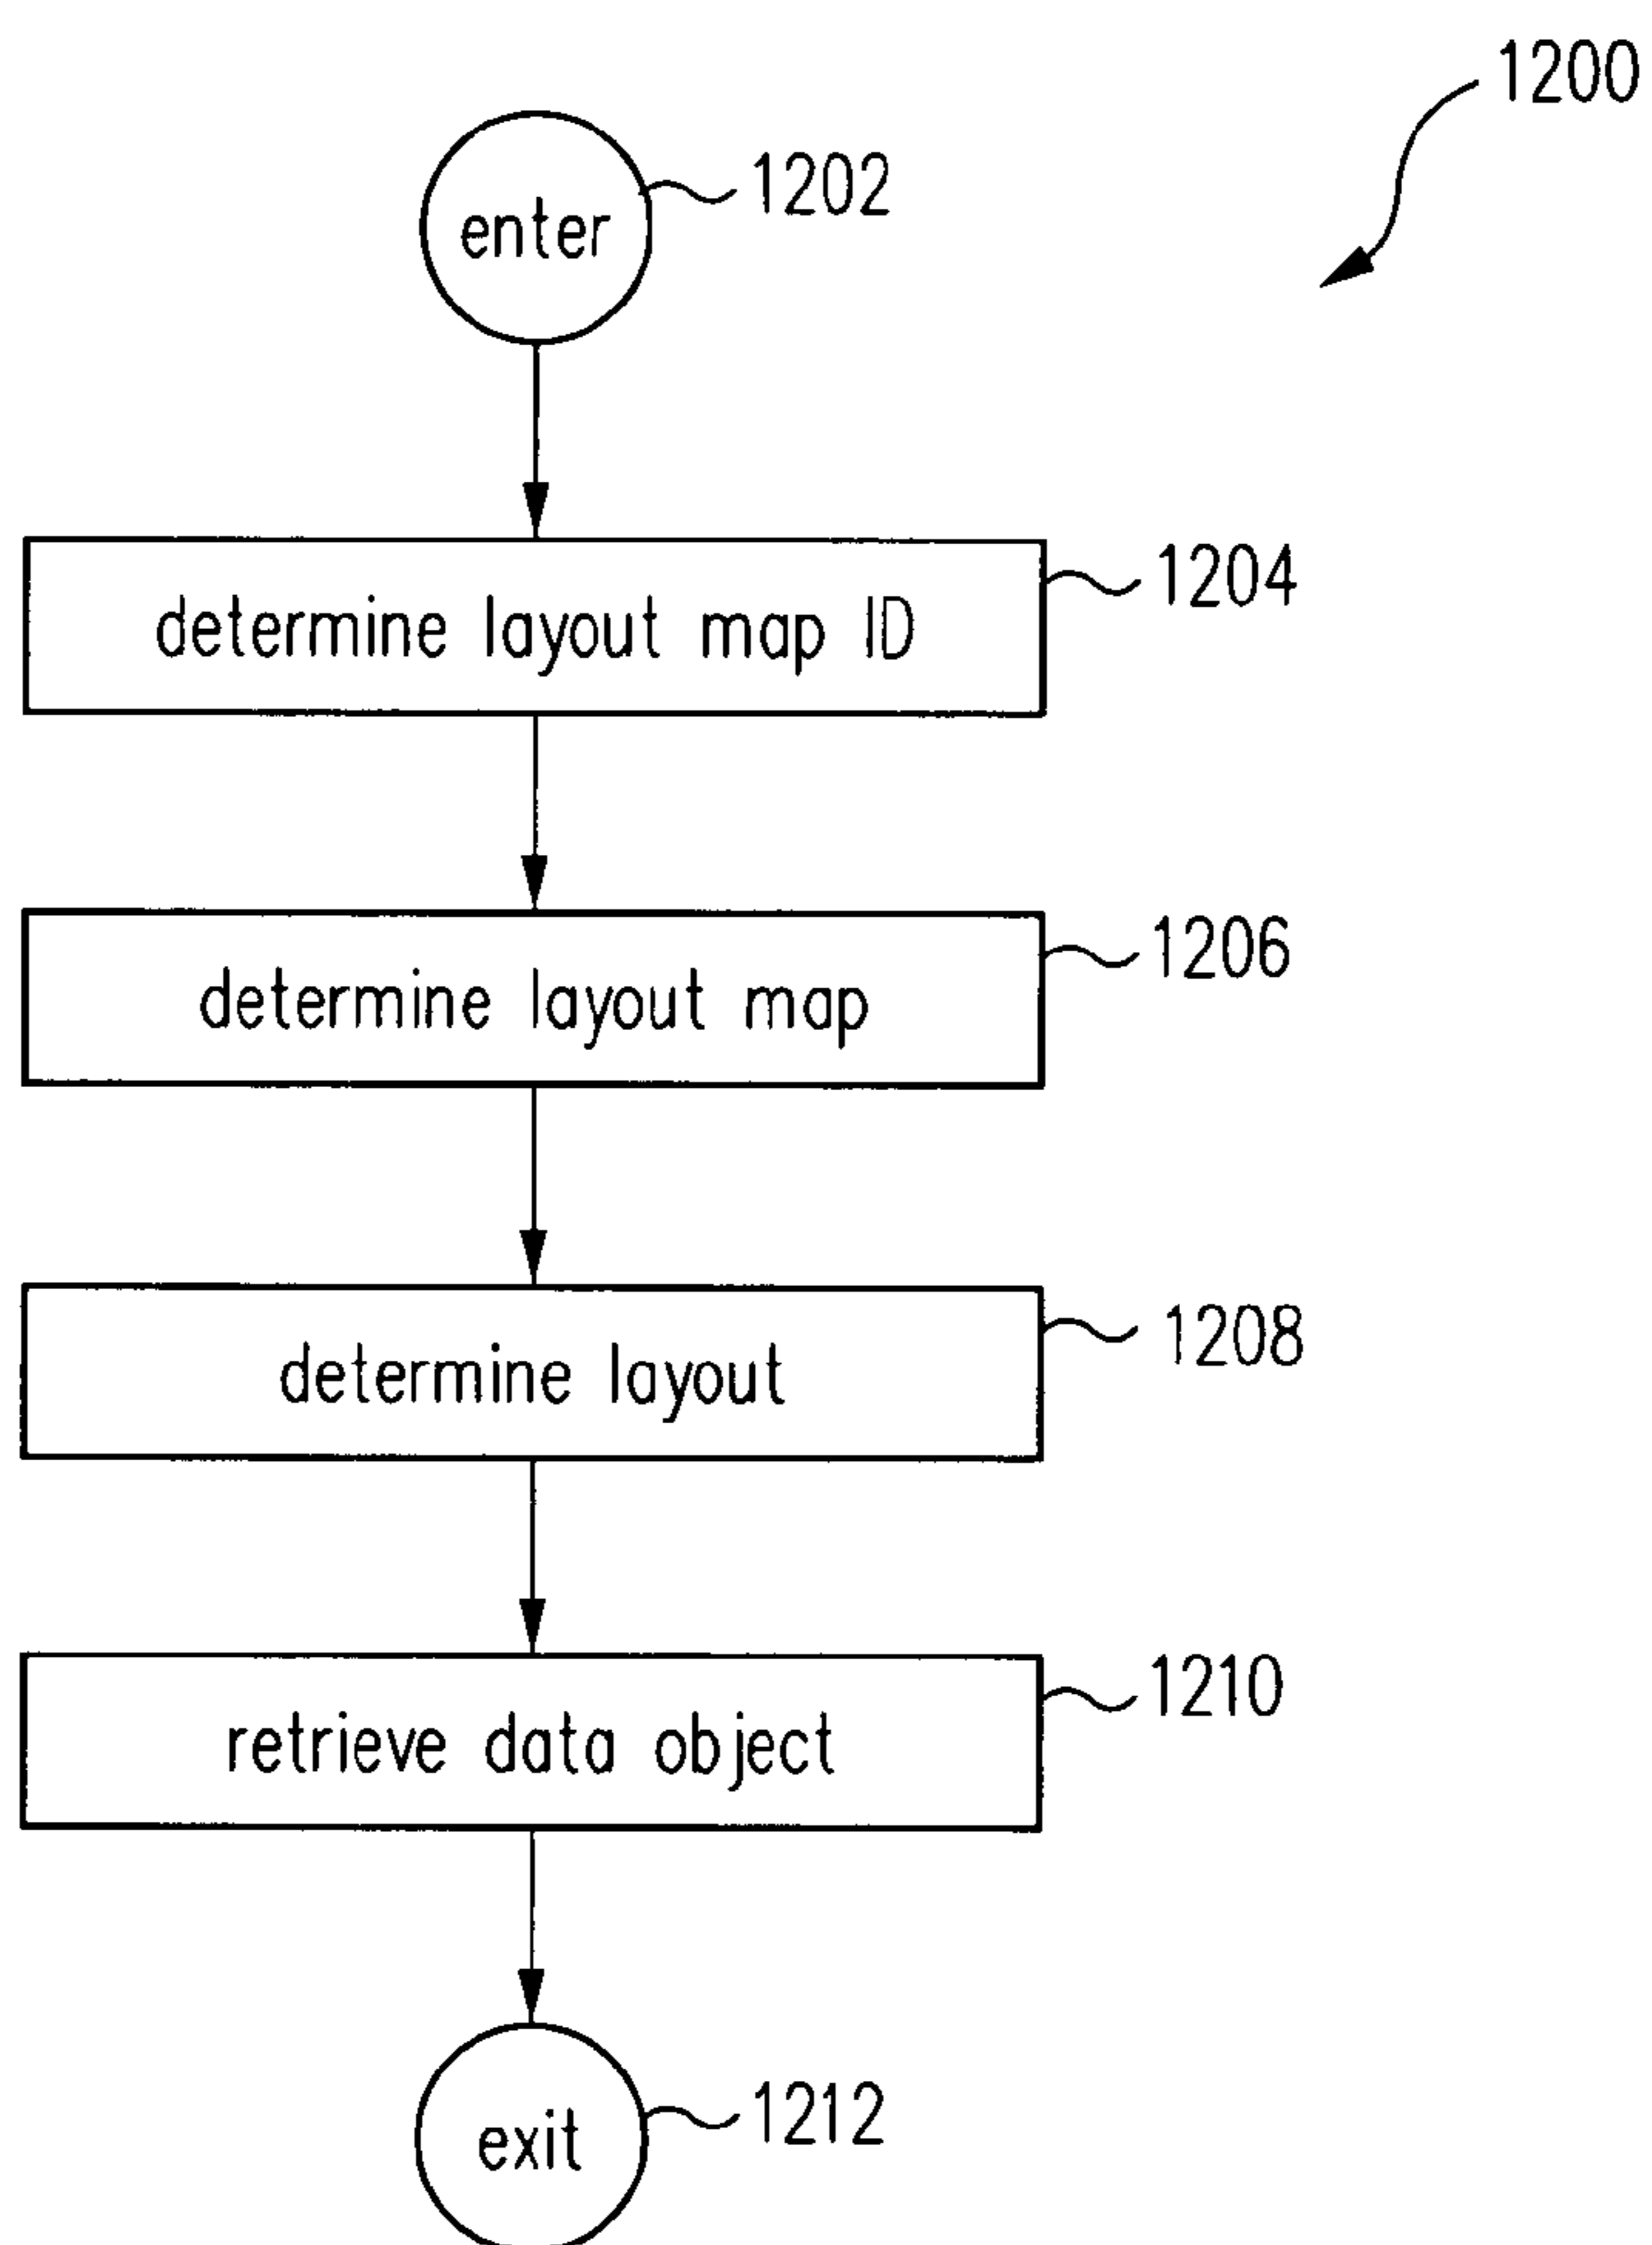 1200
1202
enter
1204
determine layout map ID
1206
determine layout map
1208
determine layout
1210
retrieve data object
1212
exit